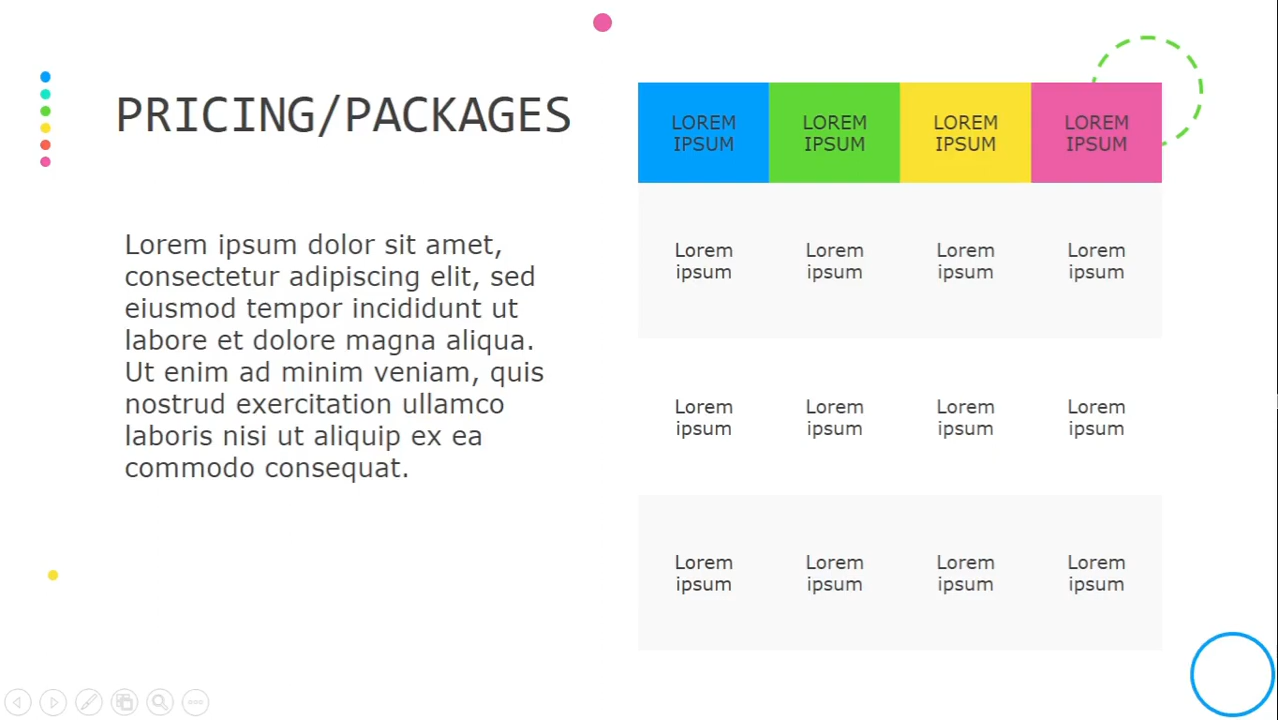 PRICING/PACKAGES
Lorem ipsum dolor sit amet,
consectetur adipiscing elit, sed
eiusmod tempor incididunt ut
labore et dolore magna aliqua.
Ut enim ad minim veniam, quis
nostrud exercitation ullamco
laboris nisi ut aliquip ex ea
commodo consequat.
LOREM LOREM LOREM LOREM
IPSUM IPSUM IPSUM IPSUM
Lorem Lorem Lorem Lorem
ipsum ipsum ipsum ipsum
Lorem Lorem Lorem Lorem
ipsum ipsum ipsum ipsum
Lorem Lorem Lorem Lorem
ipsum ipsum ipsum ipsum